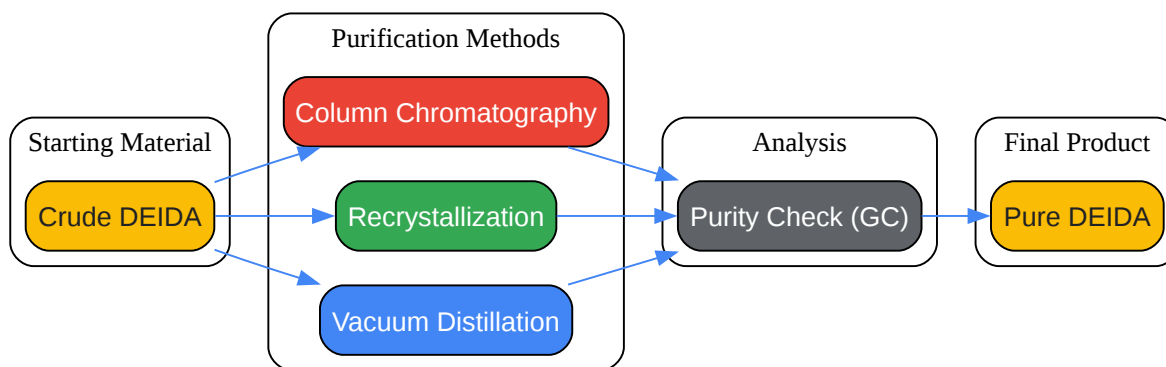 Starting Material
Crude DEIDA
Purification Methods
Column Chromatography
Recrystallization
Vacuum Distillation
Analysis
Purity Check (GC)
Final Product
Pure DEIDA